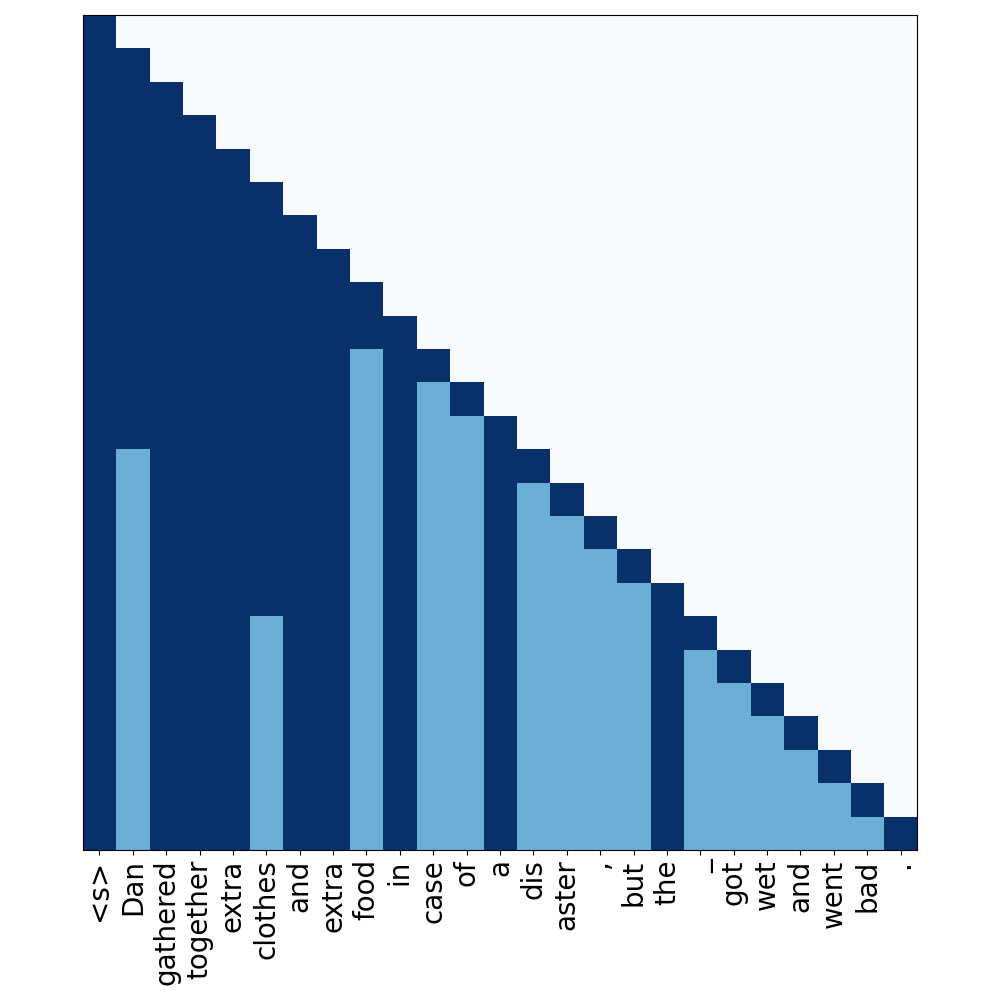 <s> Dan gathered together extra clothes and extra food in case of a dis aster , but the _ got wet and went bad .